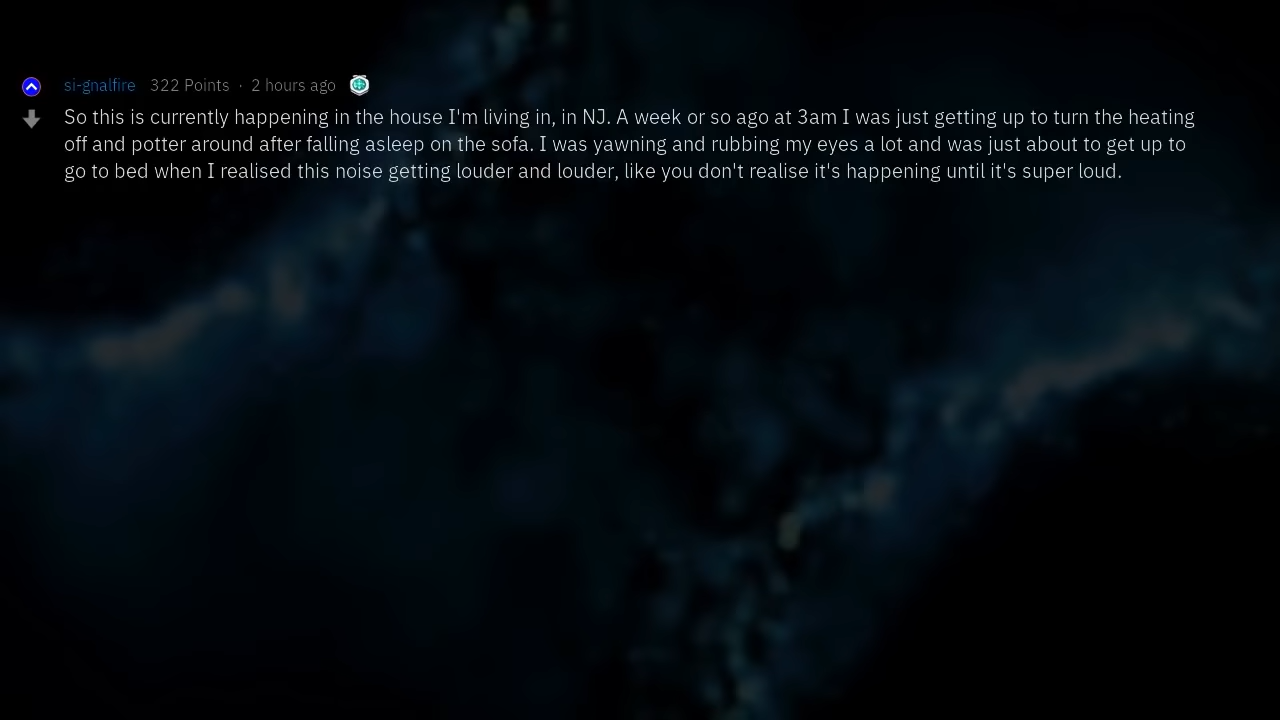 si-gnalfire 322 Points · 2 hours ago
So this is currently happening in the house I'm living in, in NJ. A week or so ago at 3am I was just getting up to turn the heating
off and potter around after falling asleep on the sofa. I was yawning and rubbing my eyes a lot and was just about to get up to
go to bed when I realised this noise getting louder and louder, like you don't realise it's happening until it's super loud.